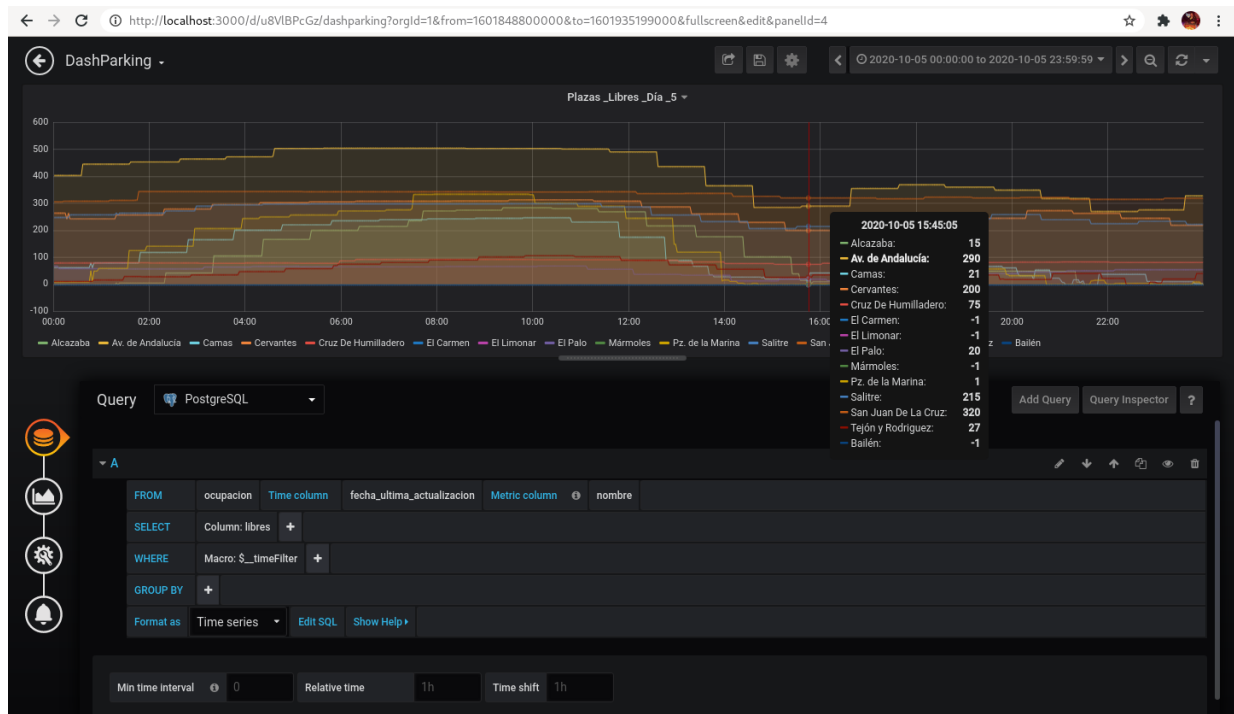 http://localhost:3000/d/u8VlBPcGz/dashparking?orgId=1&from=1601848800000&to=1601935199000&fullscreen&edit&panelId=4
DashParking
2020-10-05 00:00:00 to 2020-10-05 23:59:59
Plazas _Libres _Día _5
600
500
400
300
200
100
0
-100
00:00 02:00 04:00 06:00 08:00 10:00 12:00 14:00 16:00 20:00 22:00
Alcazaba Av. de Andalucía Camas Cervantes Cruz De Humilladero El Carmen El Limonar El Palo Mármoles Pz. de la Marina Salitre San Bailén
2020-10-05 15:45:05
Alcazaba: 15
Av. de Andalucía: 290
Camas: 21
Cervantes: 200
Cruz De Humilladero: 75
El Carmen: -1
El Limonar: -1
El Palo: 20
Mármoles: -1
Pz. de la Marina: 1
Salitre: 215
San Juan De La Cruz: 320
Tejón y Rodriguez: 27
Bailén: -1
Query PostgreSQL Add Query Query Inspector ?
A
FROM ocupacion Time column fecha_ultima_actualizacion Metric column nombre
SELECT Column: libres +
WHERE Macro: $__timeFilter +
GROUP BY +
Format as Time series Edit SQL Show Help
Min time interval 0 Relative time 1h Time shift 1h